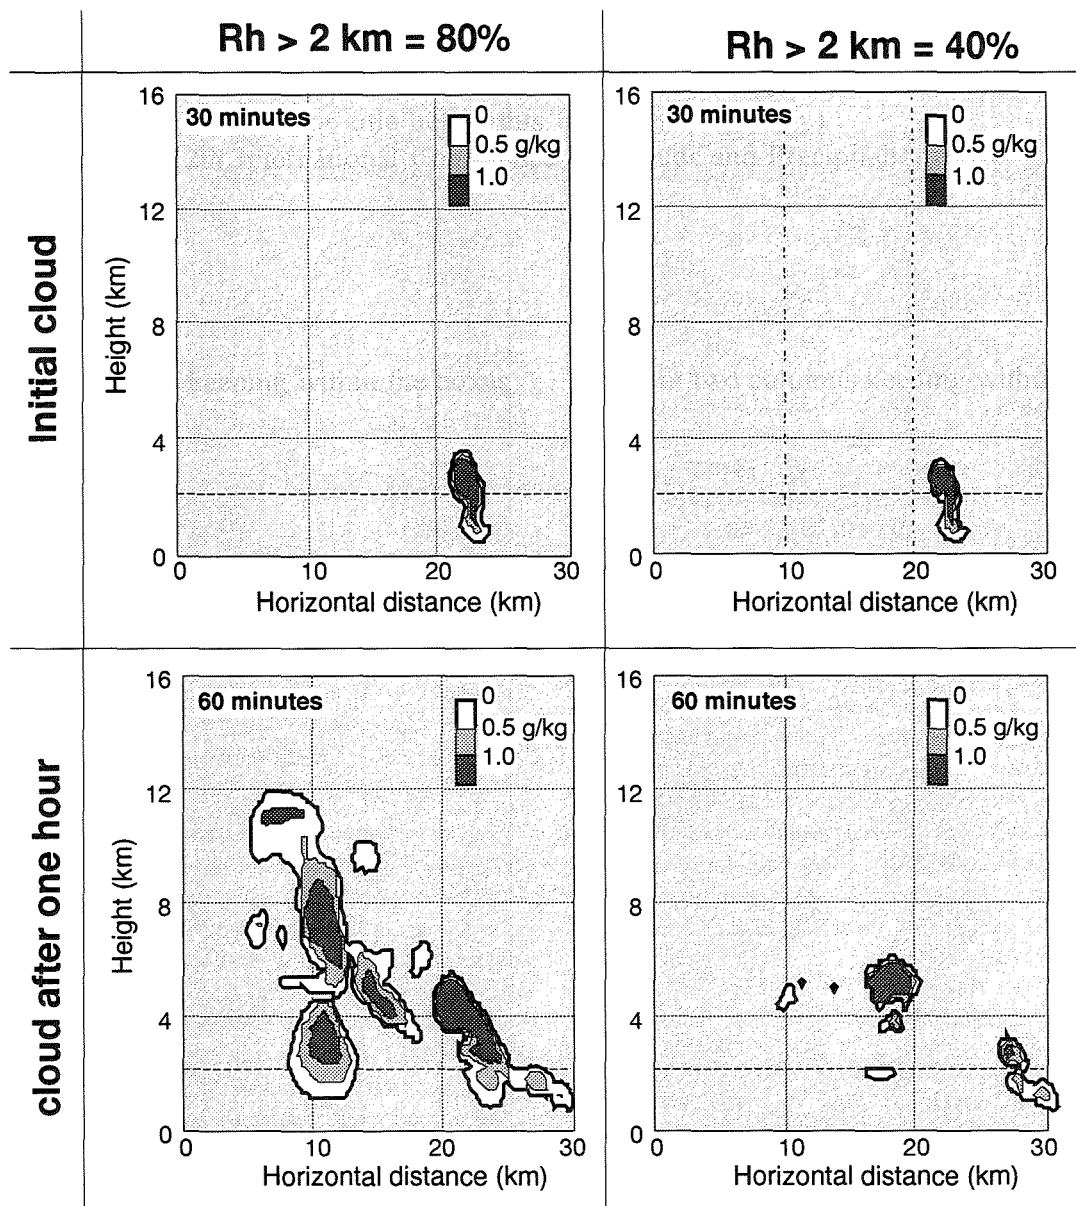 Rh > 2 km = 80%
Rh > 2 km = 40%
Initial cloud
30 minutes
0
0.5 g/kg
1.0
16
12
8
4
0
Height (km)
0 10 20 30
Horizontal distance (km)
30 minutes
0
0.5 g/kg
1.0
16
12
8
4
0
0 10 20 30
Horizontal distance (km)
cloud after one hour
60 minutes
0
0.5 g/kg
1.0
16
12
8
4
0
Height (km)
0 10 20 30
Horizontal distance (km)
60 minutes
0
0.5 g/kg
1.0
16
12
8
4
0
0 10 20 30
Horizontal distance (km)